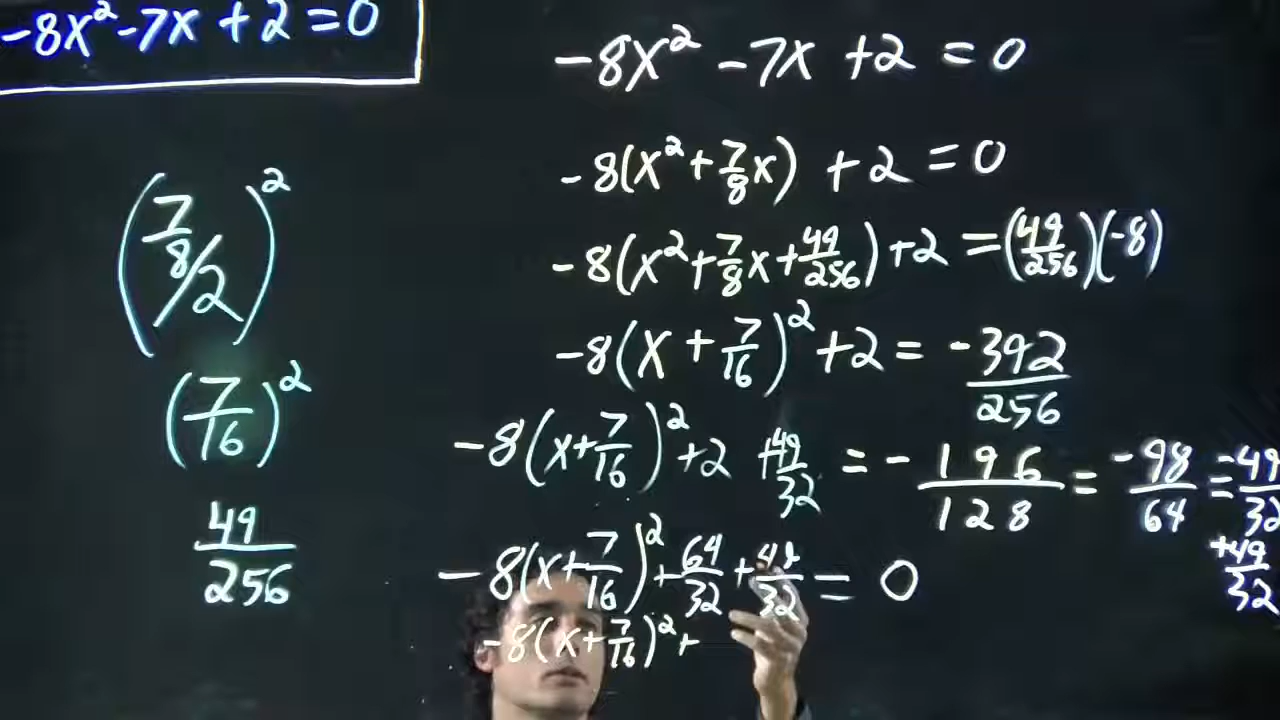 -8x²-7x+2=0
(7/8/2)²
(7/16)²
49/256
-8x² -7x +2 = 0
-8(x²+7/8x) +2 = 0
-8(x²+7/8x+49/256)+2 =(49/256)(-8)
-8(x+7/16)²+2= -392/256
-8(x+7/16)²+2 +49/32 = -196/128 = -98/64 = -49/32
+49/32
-8(x+7/16)²+64/32+49/32 = 0
-8(x+7/16)²+